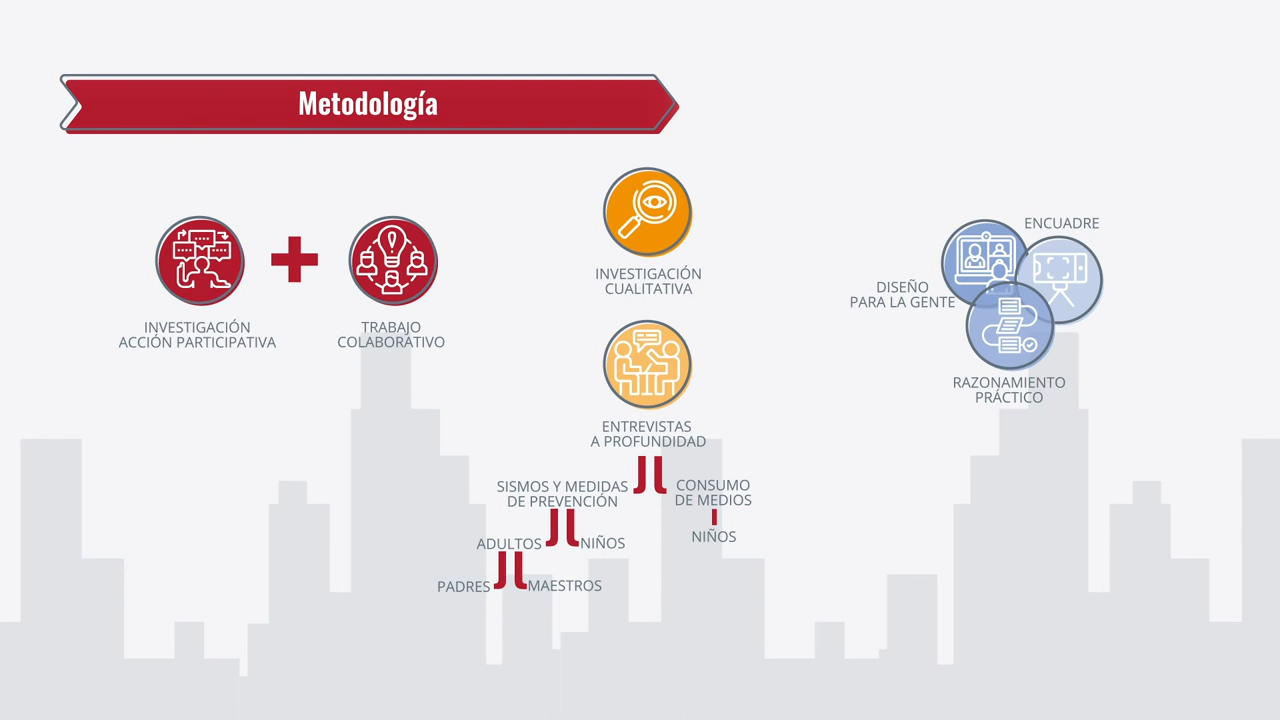 Metodología
INVESTIGACIÓN
ACCIÓN PARTICIPATIVA
TRABAJO
COLABORATIVO
INVESTIGACIÓN
CUALITATIVA
ENTREVISTAS
A PROFUNDIDAD
SISMOS Y MEDIDAS
DE PREVENCIÓN
CONSUMO
DE MEDIOS
ADULTOS
NIÑOS
NIÑOS
PADRES
MAESTROS
ENCUADRE
DISEÑO
PARA LA GENTE
RAZONAMIENTO
PRÁCTICO